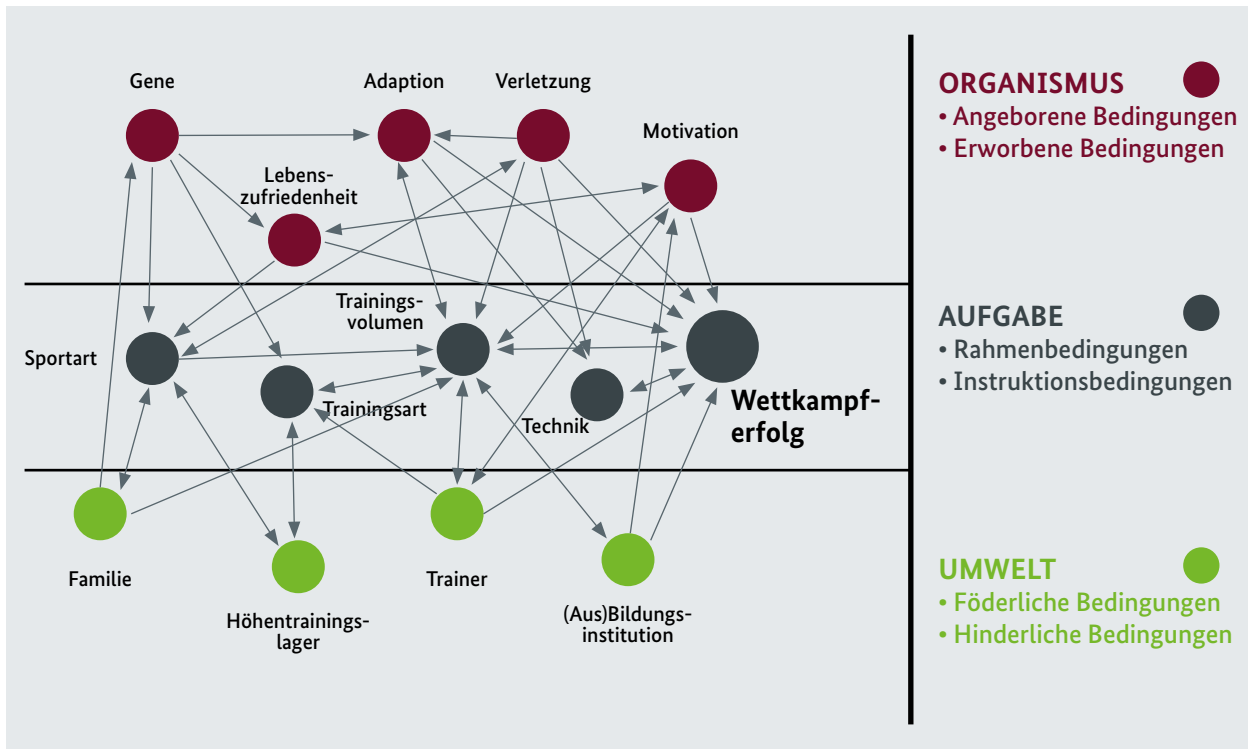 Gene
Adaption
Verletzung
Motivation
Lebens-
zufriedenheit
Trainings-
volumen
Sportart
Trainingsart
Technik
Wettkampf-
erfolg
Familie
Höhentrainings-
lager
Trainer
(Aus)Bildungs-
institution
ORGANISMUS
• Angeborene Bedingungen
• Erworbene Bedingungen
AUFGABE
• Rahmenbedingungen
• Instruktionsbedingungen
UMWELT
• Föderliche Bedingungen
• Hinderliche Bedingungen